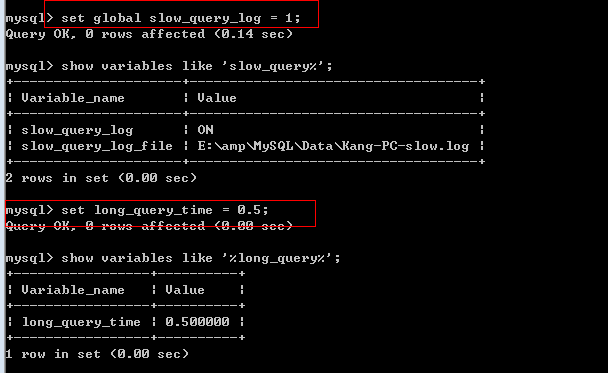 mysql> set global slow_query_log = 1;
Query OK, 0 rows affected (0.14 sec)
mysql> show variables like 'slow_query%';
+---------------------+------------------------------------+
| Variable_name       | Value                              |
+---------------------+------------------------------------+
| slow_query_log      | ON                                 |
| slow_query_log_file | E:\amp\MySQL\Data\Kang-PC-slow.log |
+---------------------+------------------------------------+
2 rows in set (0.00 sec)
mysql> set long_query_time = 0.5;
Query OK, 0 rows affected (0.00 sec)
mysql> show variables like '%long_query%';
+-----------------+----------+
| Variable_name   | Value    |
+-----------------+----------+
| long_query_time | 0.500000 |
+-----------------+----------+
1 row in set (0.00 sec)